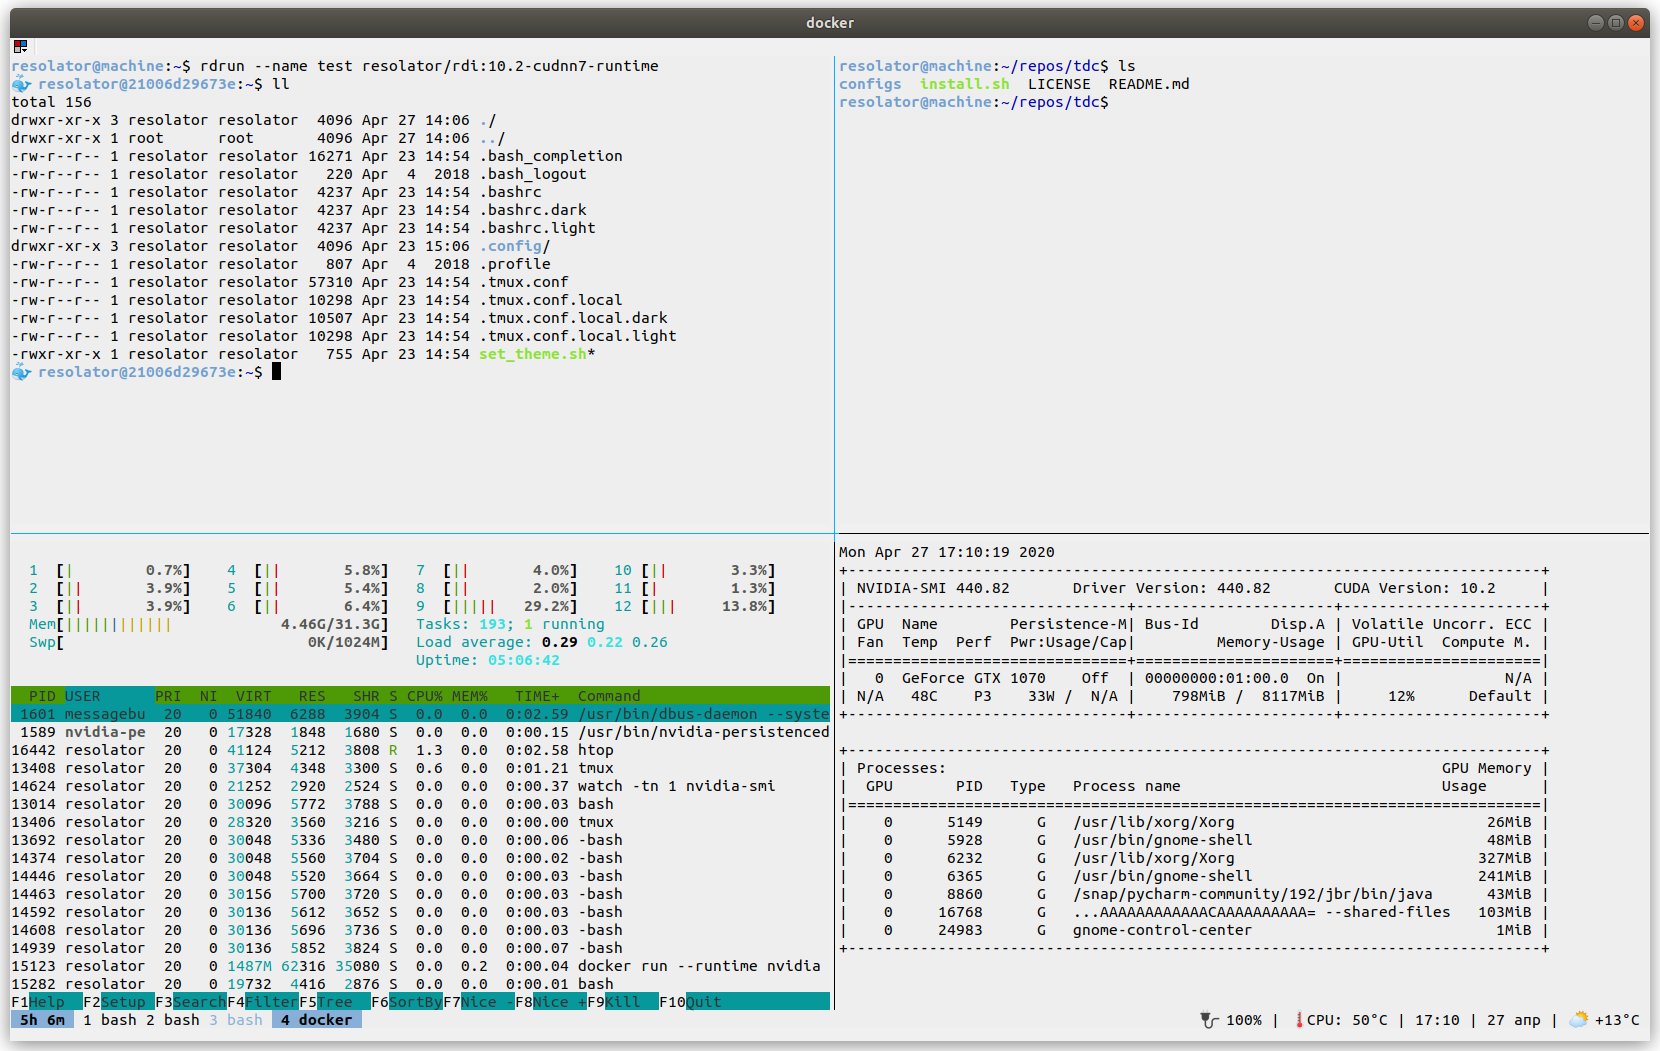 docker
resolator@machine:~$ rdrun --name test resolator/rdi:10.2-cudnn7-runtime
resolator@21006d29673e:~$ ll
total 156
drwxr-xr-x 3 resolator resolator  4096 Apr 27 14:06 ./
drwxr-xr-x 1 root      root       4096 Apr 27 14:06 ../
-rw-r--r-- 1 resolator resolator 16271 Apr 23 14:54 .bash_completion
-rw-r--r-- 1 resolator resolator   220 Apr  4  2018 .bash_logout
-rw-r--r-- 1 resolator resolator  4237 Apr 23 14:54 .bashrc
-rw-r--r-- 1 resolator resolator  4237 Apr 23 14:54 .bashrc.dark
-rw-r--r-- 1 resolator resolator  4237 Apr 23 14:54 .bashrc.light
drwxr-xr-x 3 resolator resolator  4096 Apr 23 15:06 .config/
-rw-r--r-- 1 resolator resolator   807 Apr  4  2018 .profile
-rw-r--r-- 1 resolator resolator 57310 Apr 23 14:54 .tmux.conf
-rw-r--r-- 1 resolator resolator 10298 Apr 23 14:54 .tmux.conf.local
-rw-r--r-- 1 resolator resolator 10507 Apr 23 14:54 .tmux.conf.local.dark
-rw-r--r-- 1 resolator resolator 10298 Apr 23 14:54 .tmux.conf.local.light
-rwxr-xr-x 1 resolator resolator   755 Apr 23 14:54 set_theme.sh*
resolator@21006d29673e:~$
resolator@machine:~/repos/tdc$ ls
configs  install.sh  LICENSE  README.md
resolator@machine:~/repos/tdc$
1  [|        0.7%]    4  [||       5.8%]   7  [||       4.0%]    10 [||       3.3%]
2  [||       3.9%]    5  [||       5.4%]   8  [||       2.0%]    11 [|        1.3%]
3  [||       3.9%]    6  [||       6.4%]   9  [|||||   29.2%]    12 [|||     13.8%]
Mem[||||||||||||            4.46G/31.3G]   Tasks: 193; 1 running
Swp[                           0K/1024M]   Load average: 0.29 0.22 0.26
Uptime: 05:06:42
PID USER      PRI  NI  VIRT   RES   SHR S CPU% MEM%   TIME+  Command
1601 messagebu  20   0 51840  6288  3904 S  0.0  0.0  0:02.59 /usr/bin/dbus-daemon --syste
1589 nvidia-pe  20   0 17328  1848  1680 S  0.0  0.0  0:00.15 /usr/bin/nvidia-persistenced
16442 resolator  20   0 41124  5212  3808 R  1.3  0.0  0:02.58 htop
13408 resolator  20   0 37304  4348  3300 S  0.6  0.0  0:01.21 tmux
14624 resolator  20   0 21252  2920  2524 S  0.0  0.0  0:00.37 watch -tn 1 nvidia-smi
13014 resolator  20   0 30096  5772  3788 S  0.0  0.0  0:00.03 bash
13406 resolator  20   0 28320  3560  3216 S  0.0  0.0  0:00.00 tmux
13692 resolator  20   0 30048  5336  3480 S  0.0  0.0  0:00.06 -bash
14374 resolator  20   0 30048  5560  3704 S  0.0  0.0  0:00.02 -bash
14446 resolator  20   0 30048  5520  3664 S  0.0  0.0  0:00.03 -bash
14463 resolator  20   0 30156  5700  3720 S  0.0  0.0  0:00.03 -bash
14592 resolator  20   0 30136  5612  3652 S  0.0  0.0  0:00.03 -bash
14608 resolator  20   0 30136  5696  3736 S  0.0  0.0  0:00.03 -bash
14939 resolator  20   0 30136  5852  3824 S  0.0  0.0  0:00.07 -bash
15123 resolator  20   0 1487M 62316 35080 S  0.0  0.2  0:00.04 docker run --runtime nvidia
15282 resolator  20   0 19732  4416  2876 S  0.0  0.0  0:00.01 bash
F1Help  F2Setup F3SearchF4FilterF5Tree  F6SortByF7Nice -F8Nice +F9Kill  F10Quit
Mon Apr 27 17:10:19 2020
+-----------------------------------------------------------------------------+
| NVIDIA-SMI 440.82       Driver Version: 440.82       CUDA Version: 10.2     |
|-------------------------------+----------------------+----------------------+
| GPU  Name        Persistence-M| Bus-Id        Disp.A | Volatile Uncorr. ECC |
| Fan  Temp  Perf  Pwr:Usage/Cap|         Memory-Usage | GPU-Util  Compute M. |
|===============================+======================+======================|
|   0  GeForce GTX 1070    Off  | 00000000:01:00.0  On |                  N/A |
| N/A   48C    P3    33W /  N/A |    798MiB /  8117MiB |     12%      Default |
+-------------------------------+----------------------+----------------------+
+-----------------------------------------------------------------------------+
| Processes:                                                       GPU Memory |
|  GPU       PID   Type   Process name                             Usage      |
|=============================================================================|
|    0      5149      G   /usr/lib/xorg/Xorg                            26MiB |
|    0      5928      G   /usr/bin/gnome-shell                          48MiB |
|    0      6232      G   /usr/lib/xorg/Xorg                           327MiB |
|    0      6365      G   /usr/bin/gnome-shell                         241MiB |
|    0      8860      G   /snap/pycharm-community/192/jbr/bin/java      43MiB |
|    0     16768      G   ...AAAAAAAAAAAACAAAAAAAAAA= --shared-files   103MiB |
|    0     24983      G   gnome-control-center                           1MiB |
+-----------------------------------------------------------------------------+
5h 6m  1 bash 2 bash 3 bash  4 docker  100% | CPU: 50°C | 17:10 | 27 апр | +13°C